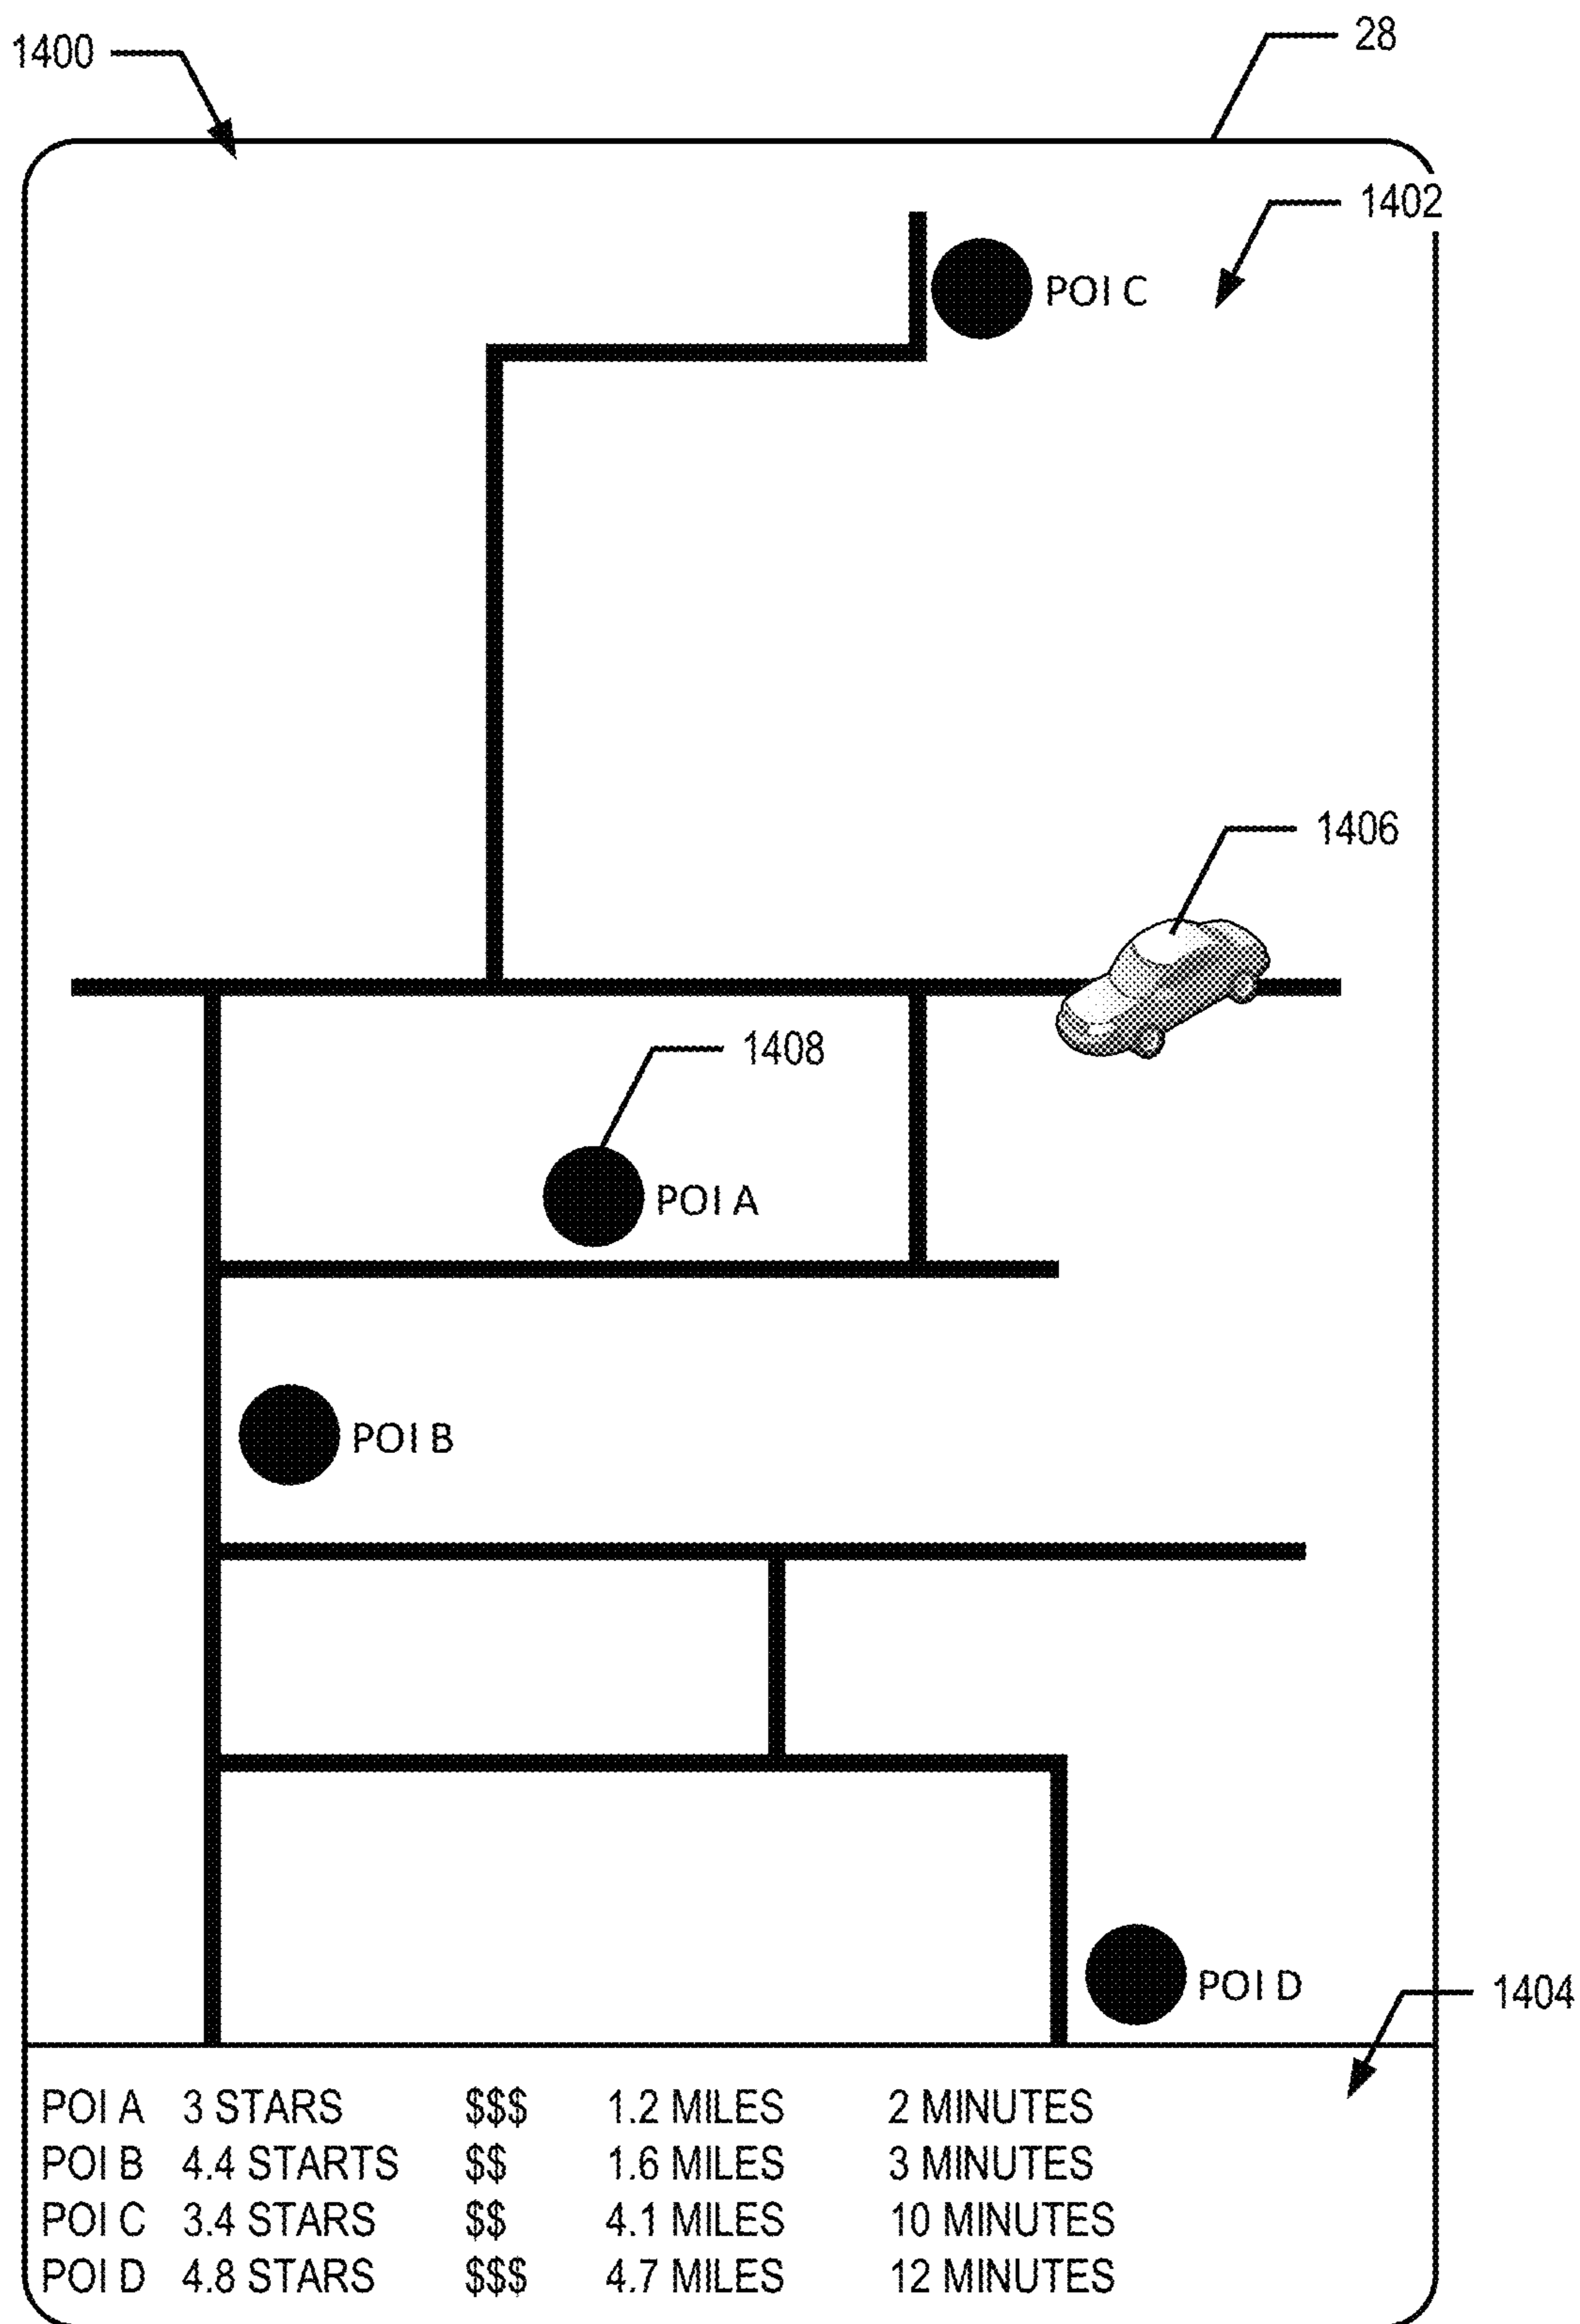 28
1400
1402
POI C
1406
1408
POI A
POI B
POI D
1404
POI A 3 STARS $$$ 1.2 MILES 2 MINUTES
POI B 4.4 STARTS $$ 1.6 MILES 3 MINUTES
POI C 3.4 STARS $$ 4.1 MILES 10 MINUTES
POI D 4.8 STARS $$$ 4.7 MILES 12 MINUTES